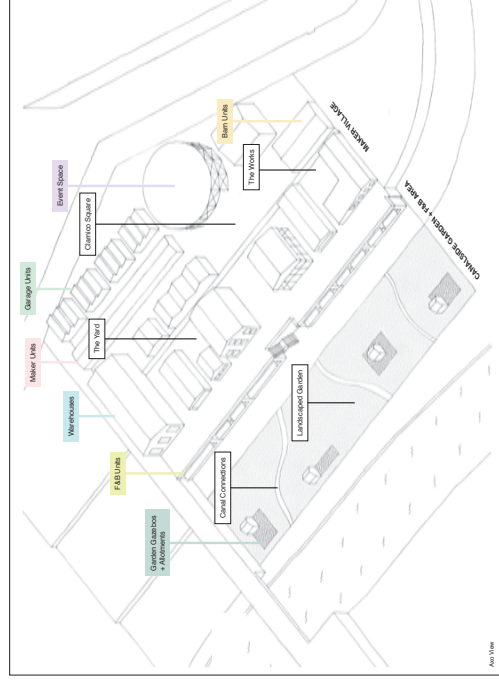 Garage Units
Maker Units
Warehouses
F&B Units
Garden Gazebos
+ Allotments
Event Space
Clamico Square
The Yard
Canal Connections
Barn Units
The Works
Landscaped Garden
MAKER VILLAGE
CANALSIDE GARDEN + F&B AREA
Axo View